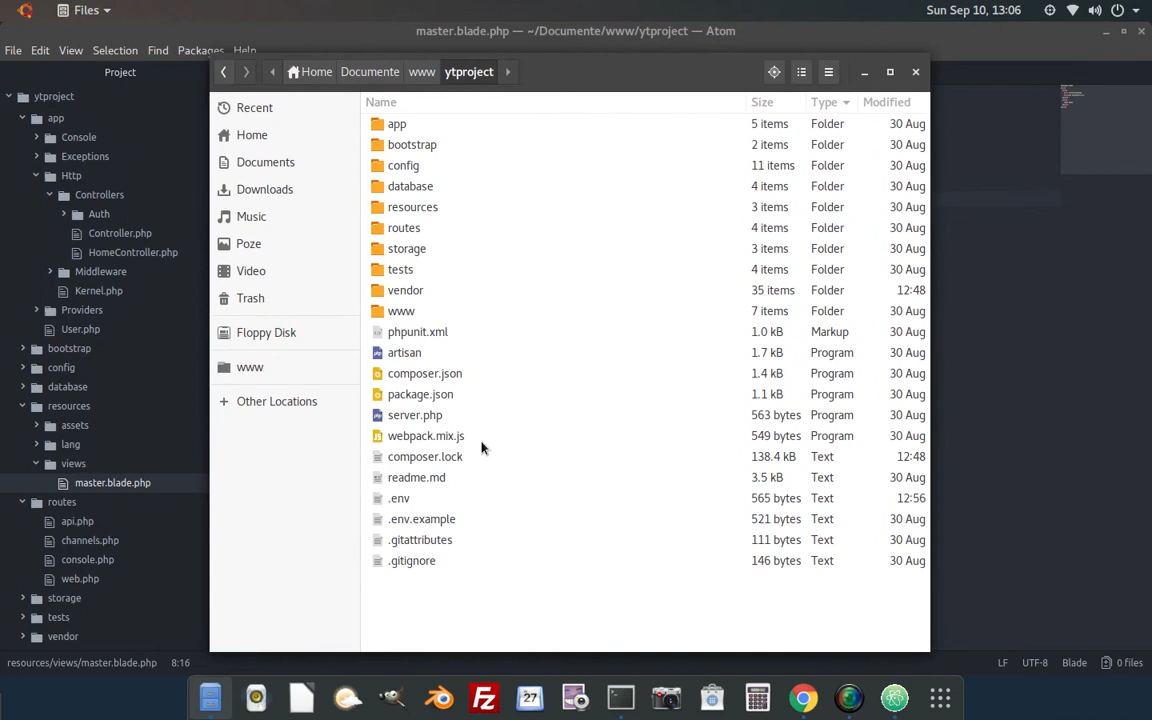 Files
Sun Sep 10, 13:06
master.blade.php — ~/Documente/www/ytproject — Atom
File Edit View Selection Find Packages Help
Project
ytproject
app
Console
Exceptions
Http
Controllers
Auth
Controller.php
HomeController.php
Middleware
Kernel.php
Providers
User.php
bootstrap
config
database
resources
assets
lang
views
master.blade.php
routes
api.php
channels.php
console.php
web.php
storage
tests
vendor
Home Documente www ytproject
Recent
Home
Documents
Downloads
Music
Poze
Video
Trash
Floppy Disk
www
Other Locations
Name Size Type Modified
app 5 items Folder 30 Aug
bootstrap 2 items Folder 30 Aug
config 11 items Folder 30 Aug
database 4 items Folder 30 Aug
resources 3 items Folder 30 Aug
routes 4 items Folder 30 Aug
storage 3 items Folder 30 Aug
tests 4 items Folder 30 Aug
vendor 35 items Folder 12:48
www 7 items Folder 30 Aug
phpunit.xml 1.0 kB Markup 30 Aug
artisan 1.7 kB Program 30 Aug
composer.json 1.4 kB Program 30 Aug
package.json 1.1 kB Program 30 Aug
server.php 563 bytes Program 30 Aug
webpack.mix.js 549 bytes Program 30 Aug
composer.lock 138.4 kB Text 12:48
readme.md 3.5 kB Text 30 Aug
.env 565 bytes Text 12:56
.env.example 521 bytes Text 30 Aug
.gitattributes 111 bytes Text 30 Aug
.gitignore 146 bytes Text 30 Aug
resources/views/master.blade.php 8:16
LF UTF-8 Blade 0 files
Fz
27